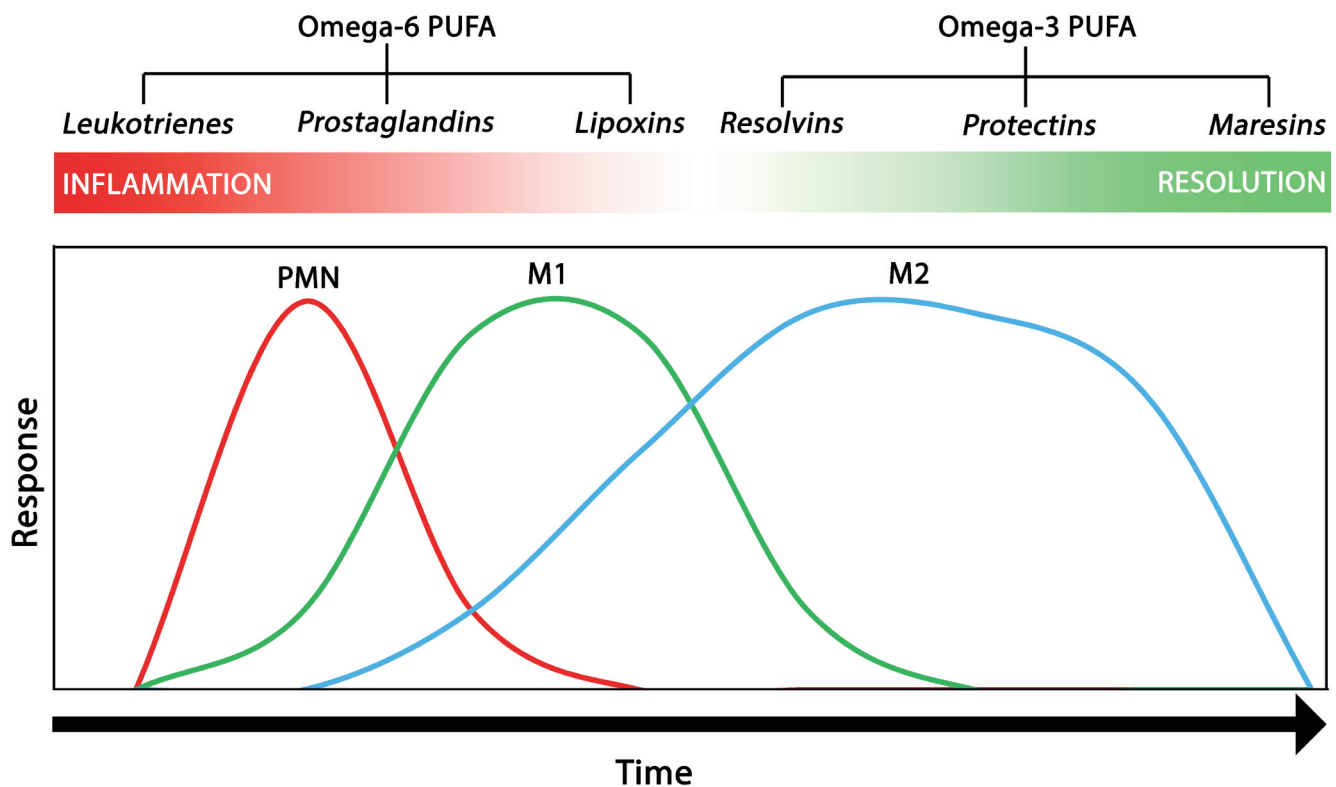 Omega-6 PUFA
Omega-3 PUFA
Leukotrienes
Prostaglandins
Lipoxins
Resolvins
Protectins
Maresins
INFLAMMATION
RESOLUTION
PMN
M1
M2
Response
Time